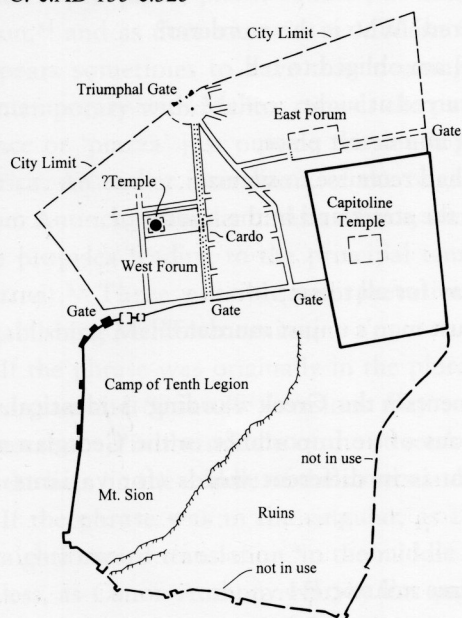 City Limit
Triumphal Gate
East Forum
Gate
City Limit
?Temple
Capitoline
Temple
Cardo
West Forum
Gate
Gate
Gate
Camp of Tenth Legion
not in use
Mt. Sion
Ruins
not in use